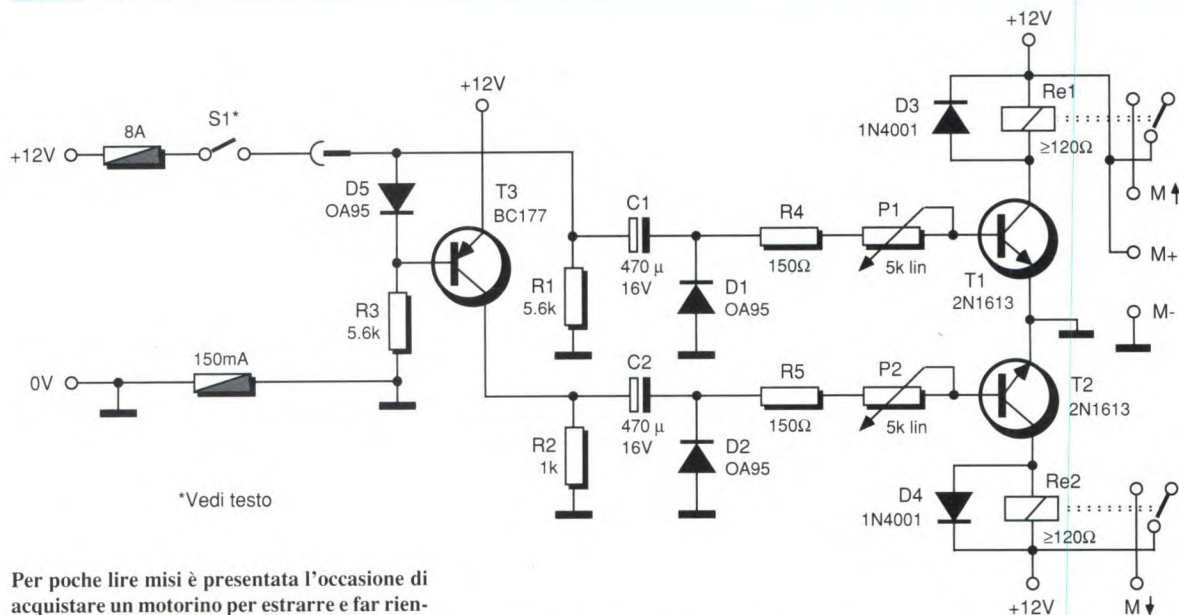 +12V
8A
S1*
D5
OA95
+12V
T3
BC177
R3
5.6k
0V
150mA
R1
5.6k
C1
470 µ
16V
D1
OA95
R4
150Ω
P1
5k lin
T1
2N1613
R2
1k
C2
470 µ
16V
D2
OA95
R5
150Ω
P2
5k lin
T2
2N1613
+12V
D3
1N4001
Re1
≥120Ω
M↑
M+
M-
D4
1N4001
Re2
≥120Ω
+12V
M↓
*Vedi testo
Per poche lire misi è presentata l'occasione di
acquistare un motorino per estrarre e far rien-